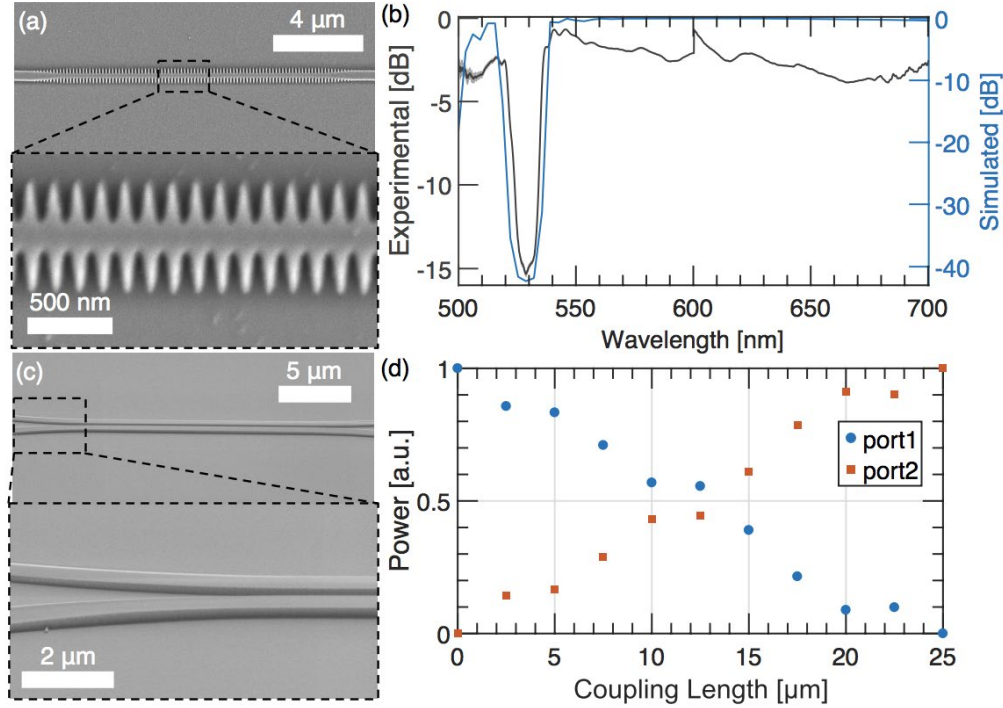 (a)
4 μm
500 nm
(b)
0
-5
-10
-15
Experimental [dB]
0
-10
-20
-30
-40
Simulated [dB]
500
550
600
650
700
Wavelength [nm]
(c)
5 μm
2 μm
(d)
1
0.5
0
Power [a.u.]
port1
port2
0
5
10
15
20
25
Coupling Length [μm]